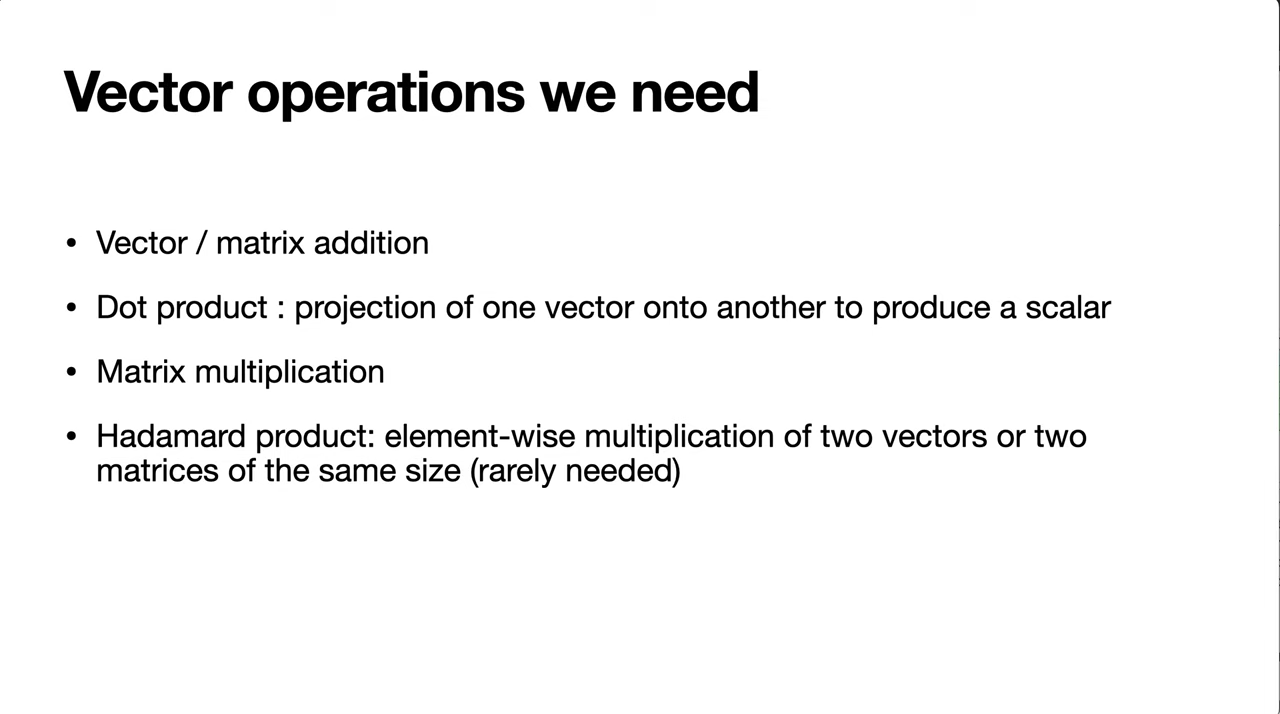 Vector operations we need
• Vector / matrix addition
• Dot product : projection of one vector onto another to produce a scalar
• Matrix multiplication
• Hadamard product: element-wise multiplication of two vectors or two
matrices of the same size (rarely needed)